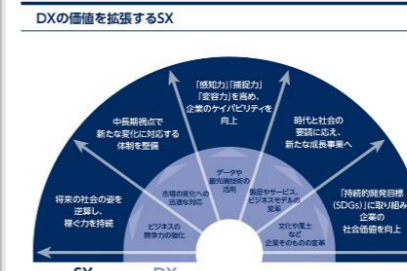 DXの価値を拡張するSX
「感知力」「捕捉力」
「変容力」を高め、
企業のケイパビリティを
向上
中長期視点で
新たな変化に対応する
体制を整備
時代と社会の
要請に応え、
新たな成長事業へ
将来の社会の姿を
逆算し、
稼ぐ力を持続
「持続的開発目標
(SDGs)」に取り組み
企業の
社会価値を向上
データや
最先端技術の
活用
市場の変化への
迅速な対応
製品やサービス、
ビジネスモデルの
変革
ビジネスの
競争力の強化
文化や風土
など
企業そのものの変革
SX
DX